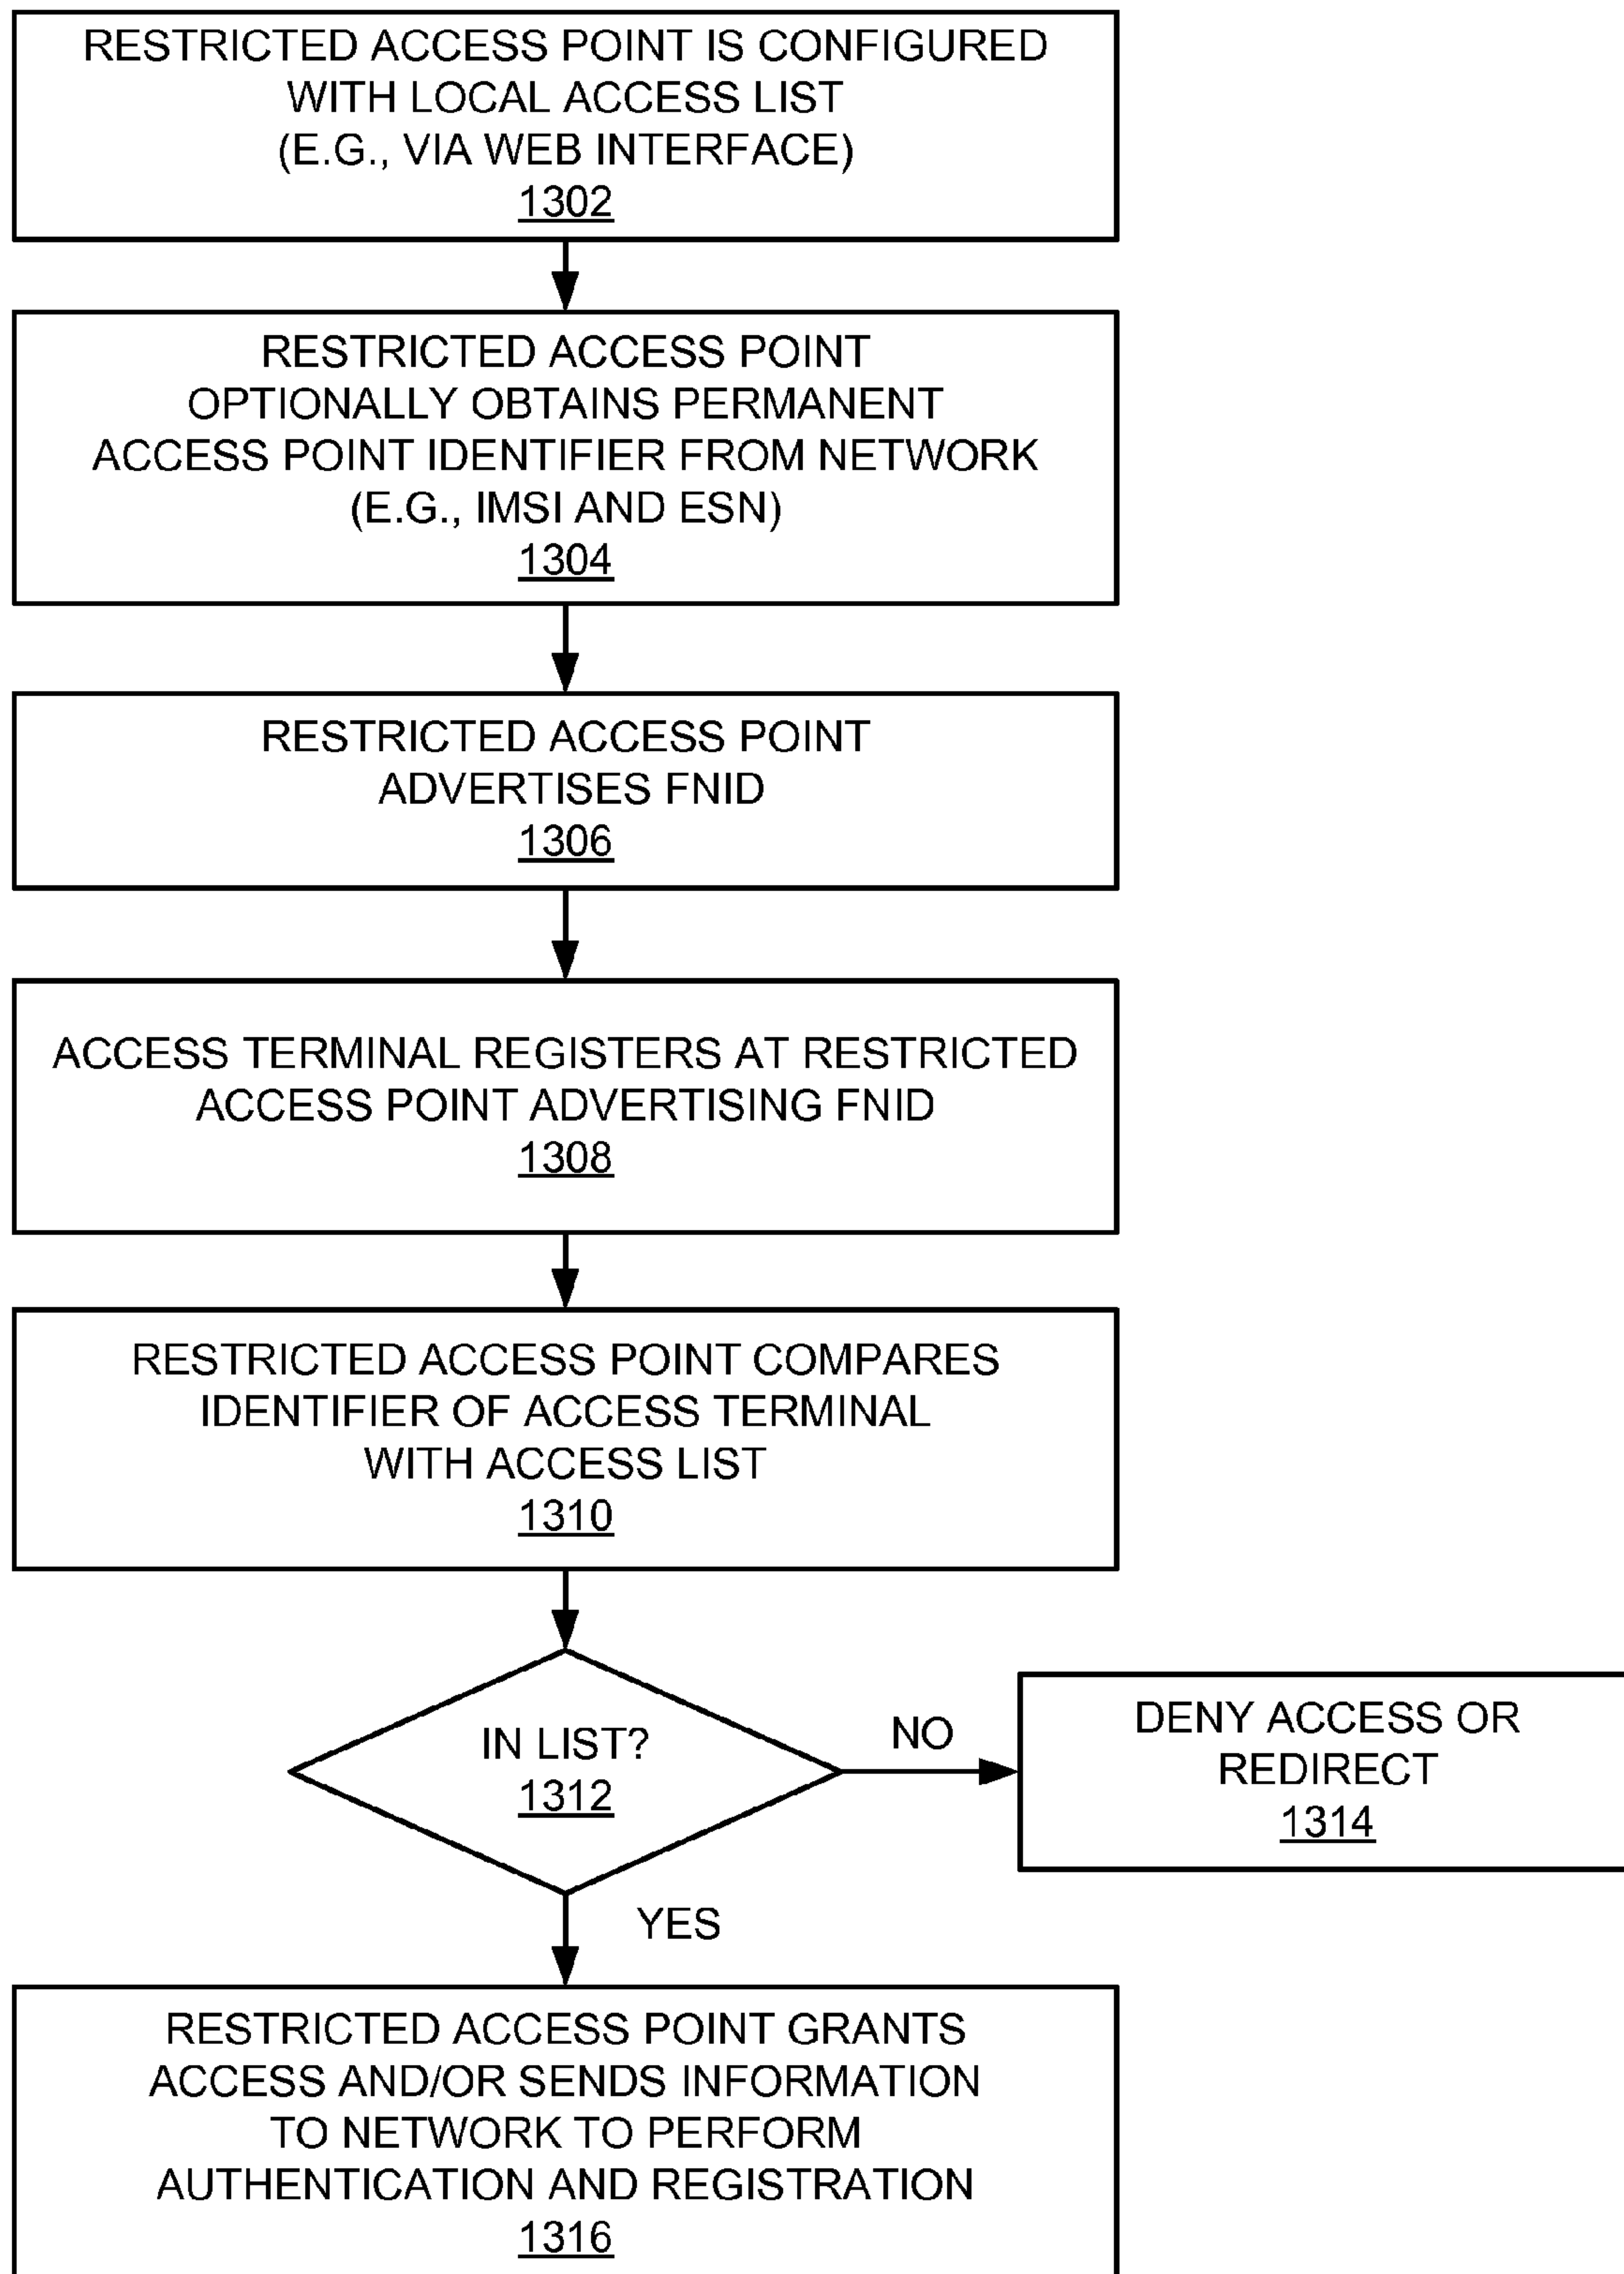 RESTRICTED ACCESS POINT IS CONFIGURED
WITH LOCAL ACCESS LIST
(E.G., VIA WEB INTERFACE)
1302
RESTRICTED ACCESS POINT
OPTIONALLY OBTAINS PERMANENT
ACCESS POINT IDENTIFIER FROM NETWORK
(E.G., IMSI AND ESN)
1304
RESTRICTED ACCESS POINT
ADVERTISES FNID
1306
ACCESS TERMINAL REGISTERS AT RESTRICTED
ACCESS POINT ADVERTISING FNID
1308
RESTRICTED ACCESS POINT COMPARES
IDENTIFIER OF ACCESS TERMINAL
WITH ACCESS LIST
1310
IN LIST?
1312
NO
DENY ACCESS OR
REDIRECT
1314
YES
RESTRICTED ACCESS POINT GRANTS
ACCESS AND/OR SENDS INFORMATION
TO NETWORK TO PERFORM
AUTHENTICATION AND REGISTRATION
1316